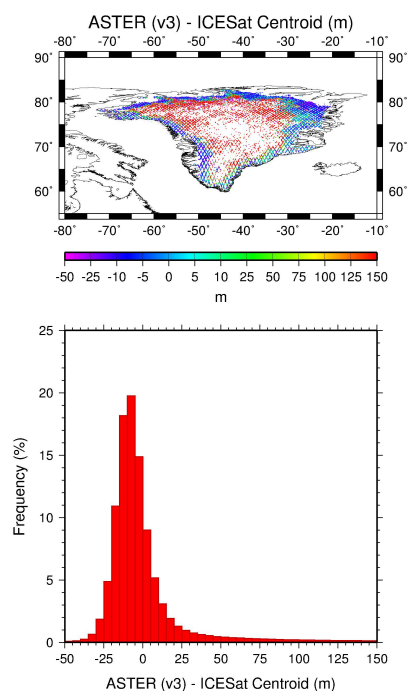 ASTER (v3) - ICESat Centroid (m)
-80˚ -70˚ -60˚ -50˚ -40˚ -30˚ -20˚ -10˚
90˚ 90˚
80˚ 80˚
70˚ 70˚
60˚ 60˚
-80˚ -70˚ -60˚ -50˚ -40˚ -30˚ -20˚ -10˚
-50 -25 -10 -5 0 5 10 25 50 75 100 125 150
m
25
20
15
10
5
0
Frequency (%)
-50 -25 0 25 50 75 100 125 150
ASTER (v3) - ICESat Centroid (m)